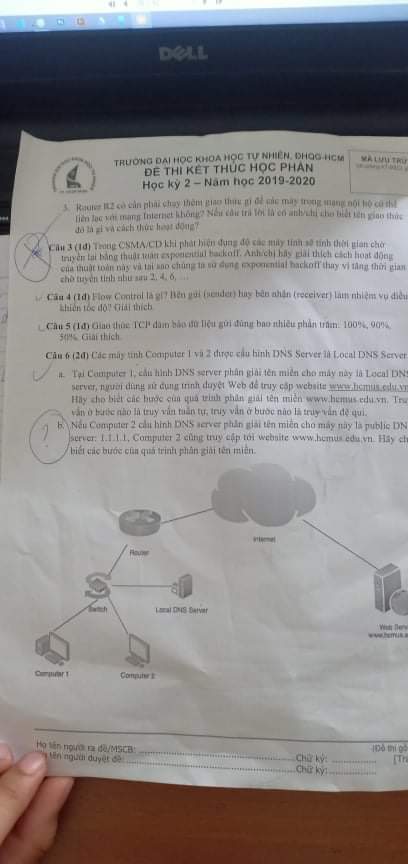 DELL
TRƯỜNG ĐẠI HỌC KHOA HỌC TỰ NHIÊN, ĐHQG-HCM
ĐỀ THI KẾT THÚC HỌC PHẦN
Học kỳ 2 – Năm học 2019-2020
MÃ LƯU TRỮ
3. Router R2 có cần phải chạy thêm giao thức gì để các máy trong mạng nội bộ có thể
liên lạc với mạng Internet không? Nếu câu trả lời là có anh/chị cho biết tên giao thức
đó là gì và cách thức hoạt động?
Câu 3 (1đ) Trong CSMA/CD khi phát hiện đụng độ các máy tính sẽ tính thời gian chờ
truyền lại bằng thuật toán exponential backoff. Anh/chị hãy giải thích cách hoạt động
của thuật toán này và tại sao chúng ta sử dụng exponential backoff thay vì tăng thời gian
chờ tuyến tính như sau 2, 4, 6, …
Câu 4 (1đ) Flow Control là gì? Bên gửi (sender) hay bên nhận (receiver) làm nhiệm vụ điều
khiển tốc độ? Giải thích.
Câu 5 (1đ) Giao thức TCP đảm bảo dữ liệu gửi đúng bao nhiêu phần trăm: 100%, 90%,
50%. Giải thích.
Câu 6 (2đ) Các máy tính Computer 1 và 2 được cấu hình DNS Server là Local DNS Server
a. Tại Computer 1, cấu hình DNS server phân giải tên miền cho máy này là Local DNS
server, người dùng sử dụng trình duyệt Web để truy cập website www.hcmus.edu.vn
Hãy cho biết các bước của quá trình phân giải tên miền www.hcmus.edu.vn. Truy
vấn ở bước nào là truy vấn tuần tự, truy vấn ở bước nào là truy vấn đệ qui.
?
b. Nếu Computer 2 cấu hình DNS server phân giải tên miền cho máy này là public DN
server: 1.1.1.1, Computer 2 cũng truy cập tới website www.hcmus.edu.vn. Hãy ch
biết các bước của quá trình phân giải tên miền.
Internet
Router
Switch
Local DNS Server
Web Serv
www.hcmus.e
Computer 1
Computer 2
Họ tên người ra đề/MSCB:
Chữ ký:
(Đề thi gồ
tên người duyệt đề:
Chữ ký:
[Tra